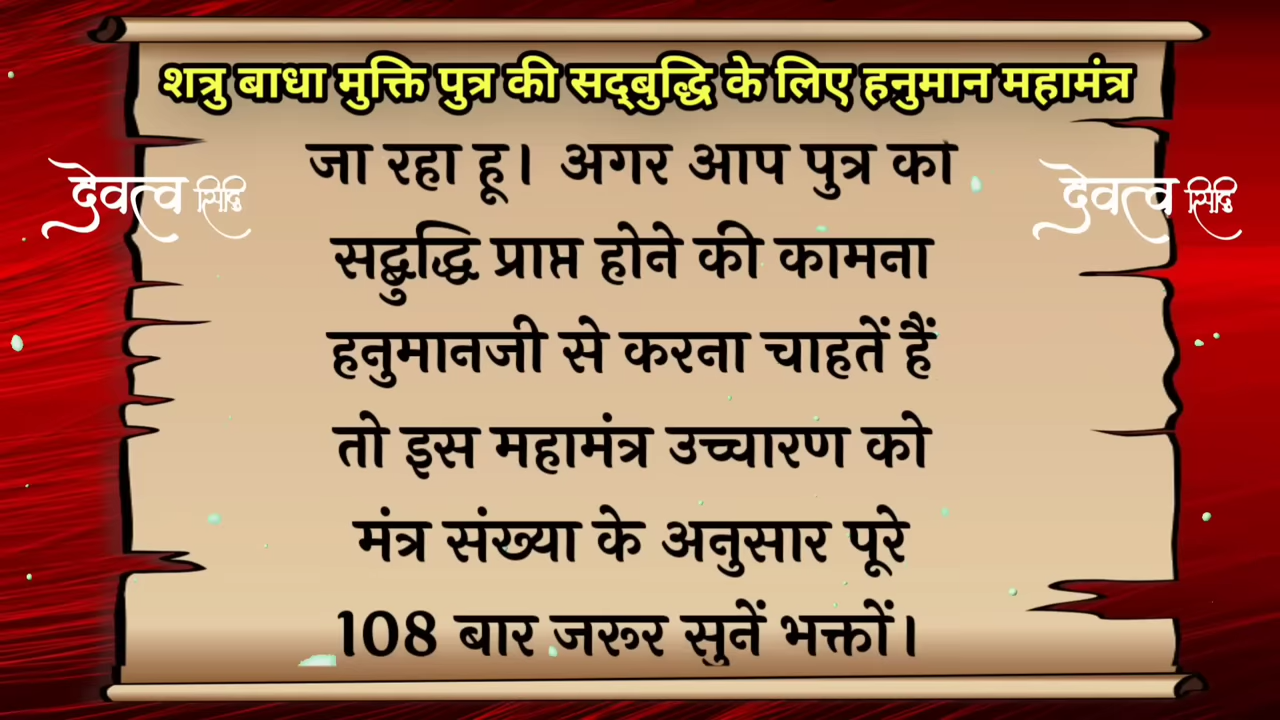 शत्रु बाधा मुक्ति पुत्र की सद्‌बुद्धि के लिए हनुमान महामंत्र
जा रहा हू। अगर आप पुत्र का
देवत्व सिद्धि
देवत्व सिद्धि
सद्बुद्धि प्राप्त होने की कामना
हनुमानजी से करना चाहतें हैं
तो इस महामंत्र उच्चारण को
मंत्र संख्या के अनुसार पूरे
108 बार जरूर सुनें भक्तों।